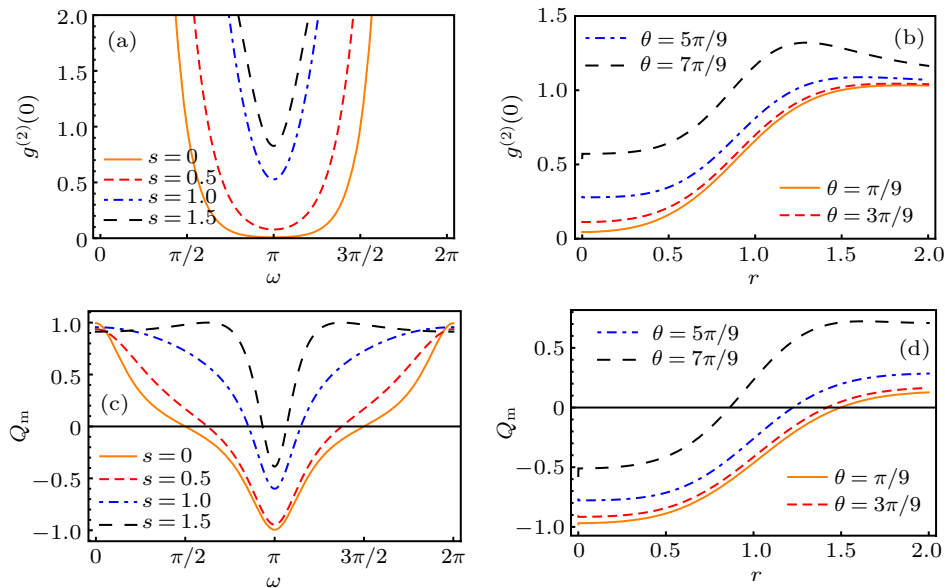 (a)
2.0
1.5
1.0
0.5
0
g⁽²⁾(0)
s = 0
s = 0.5
s = 1.0
s = 1.5
0
π/2
π
3π/2
2π
ω
(b)
1.5
1.0
0.5
0
g⁽²⁾(0)
θ = 5π/9
θ = 7π/9
θ = π/9
θ = 3π/9
0
0.5
1.0
1.5
2.0
r
(c)
1.0
0.5
0
−0.5
−1.0
Qₘ
s = 0
s = 0.5
s = 1.0
s = 1.5
0
π/2
π
3π/2
2π
ω
(d)
0.5
0
−0.5
−1.0
Qₘ
θ = 5π/9
θ = 7π/9
θ = π/9
θ = 3π/9
0
0.5
1.0
1.5
2.0
r